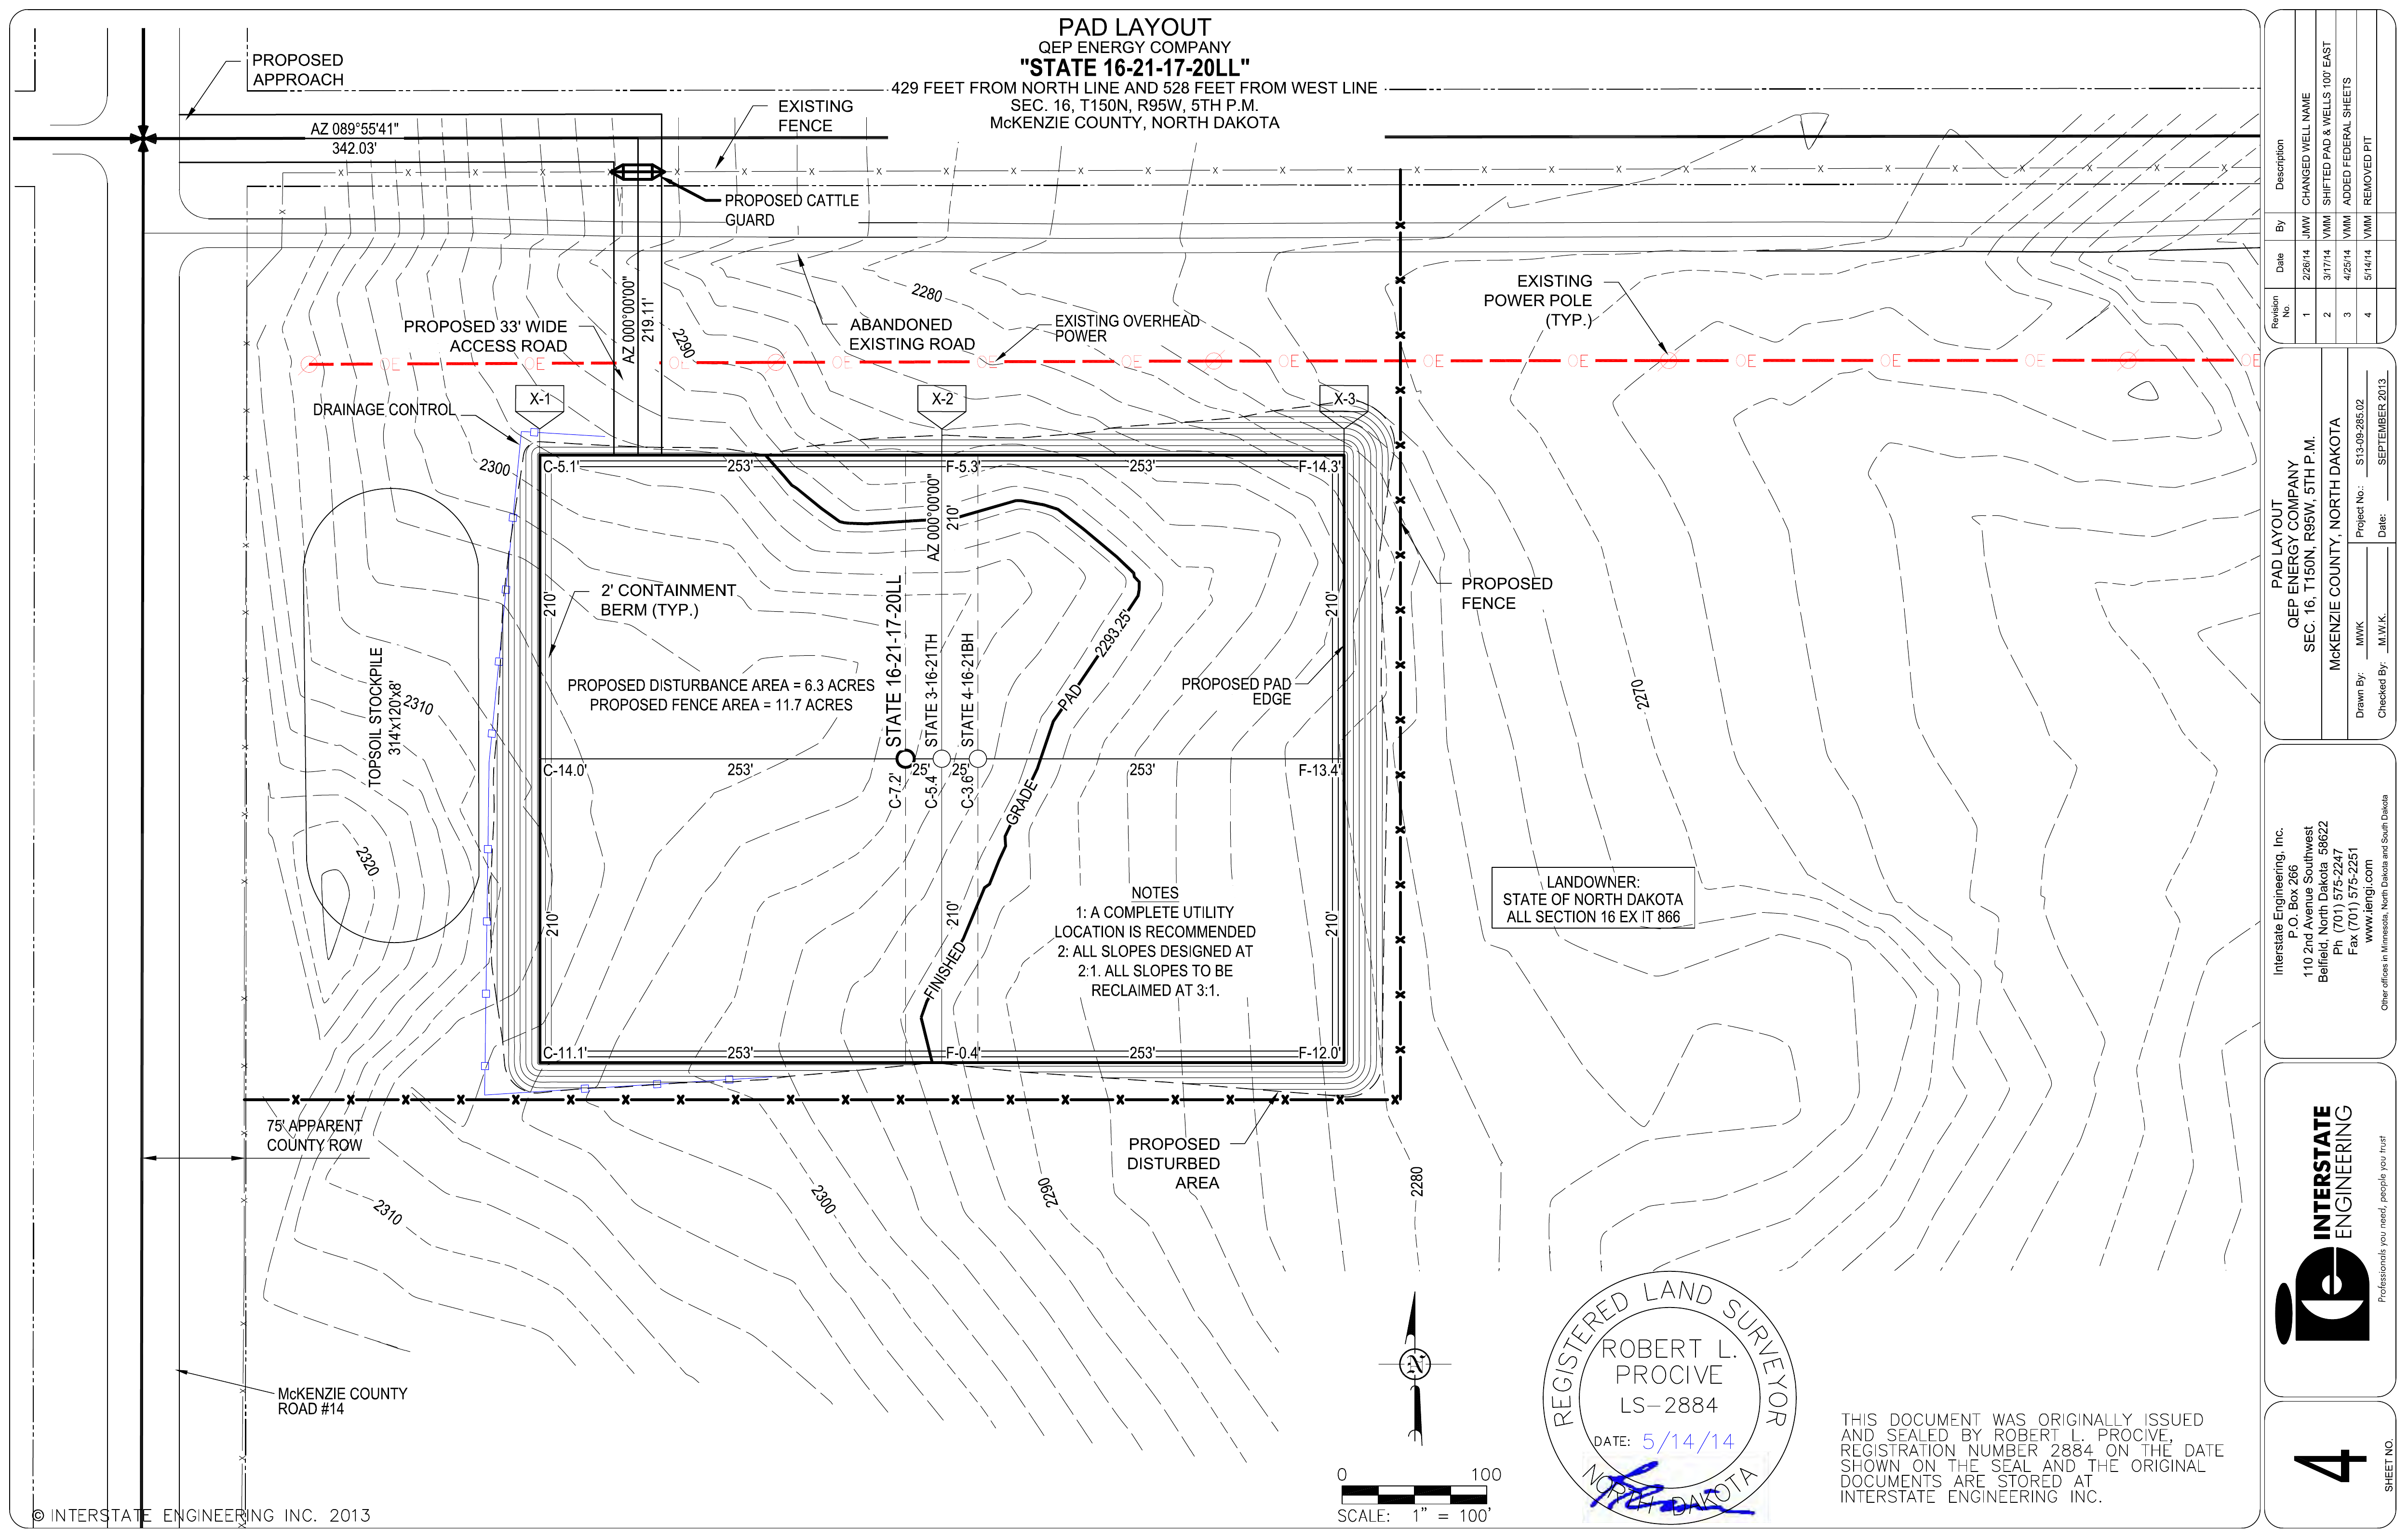 PAD LAYOUT
QEP ENERGY COMPANY
"STATE 16-21-17-20LL"
429 FEET FROM NORTH LINE AND 528 FEET FROM WEST LINE
SEC. 16, T150N, R95W, 5TH P.M.
McKENZIE COUNTY, NORTH DAKOTA
PROPOSED
APPROACH
AZ 089°55'41"
342.03'
EXISTING
FENCE
PROPOSED CATTLE
GUARD
AZ 000°00'00"
219.11'
PROPOSED 33' WIDE
ACCESS ROAD
2290
2280
ABANDONED
EXISTING ROAD
EXISTING OVERHEAD
POWER
EXISTING
POWER POLE
(TYP.)
OE OE OE OE OE OE OE OE OE OE OE OE OE OE
X-1
X-2
X-3
DRAINAGE CONTROL
2300
C-5.1'
253'
F-5.3'
253'
F-14.3'
AZ 000°00'00"
210'
2' CONTAINMENT
BERM (TYP.)
210'
210'
PROPOSED
FENCE
STATE 16-21-17-20LL
STATE 3-16-21TH
STATE 4-16-21BH
2293.25'
PAD
GRADE
FINISHED
TOPSOIL STOCKPILE
314'x120'x8'
2310
PROPOSED DISTURBANCE AREA = 6.3 ACRES
PROPOSED FENCE AREA = 11.7 ACRES
PROPOSED PAD
EDGE
2270
C-14.0'
253'
25'
25'
253'
F-13.4'
C-7.2'
C-5.4'
C-3.6'
2320
210'
210'
210'
NOTES
1: A COMPLETE UTILITY
LOCATION IS RECOMMENDED
2: ALL SLOPES DESIGNED AT
2:1. ALL SLOPES TO BE
RECLAIMED AT 3:1.
LANDOWNER:
STATE OF NORTH DAKOTA
ALL SECTION 16 EX IT 866
C-11.1'
253'
F-0.4'
253'
F-12.0'
75' APPARENT
COUNTY ROW
PROPOSED
DISTURBED
AREA
2310
2300
2290
2280
McKENZIE COUNTY
ROAD #14
N
0 100
SCALE: 1" = 100'
REGISTERED LAND SURVEYOR
ROBERT L.
PROCIVE
LS-2884
DATE: 5/14/14
NORTH DAKOTA
THIS DOCUMENT WAS ORIGINALLY ISSUED
AND SEALED BY ROBERT L. PROCIVE,
REGISTRATION NUMBER 2884 ON THE DATE
SHOWN ON THE SEAL AND THE ORIGINAL
DOCUMENTS ARE STORED AT
INTERSTATE ENGINEERING INC.
© INTERSTATE ENGINEERING INC. 2013
Revision No. Date By Description
1 2/26/14 JMW CHANGED WELL NAME
2 3/17/14 VMM SHIFTED PAD & WELLS 100' EAST
3 4/25/14 VMM ADDED FEDERAL SHEETS
4 5/14/14 VMM REMOVED PIT
PAD LAYOUT
QEP ENERGY COMPANY
SEC. 16, T150N, R95W, 5TH P.M.
McKENZIE COUNTY, NORTH DAKOTA
Drawn By: MWK Project No.: S13-09-285.02
Checked By: M.W.K. Date: SEPTEMBER 2013
Interstate Engineering, Inc.
P.O. Box 266
110 2nd Avenue Southwest
Belfield, North Dakota 58622
Ph (701) 575-2247
Fax (701) 575-2251
www.iengi.com
Other offices in Minnesota, North Dakota and South Dakota
INTERSTATE
ENGINEERING
Professionals you need, people you trust
4
SHEET NO.